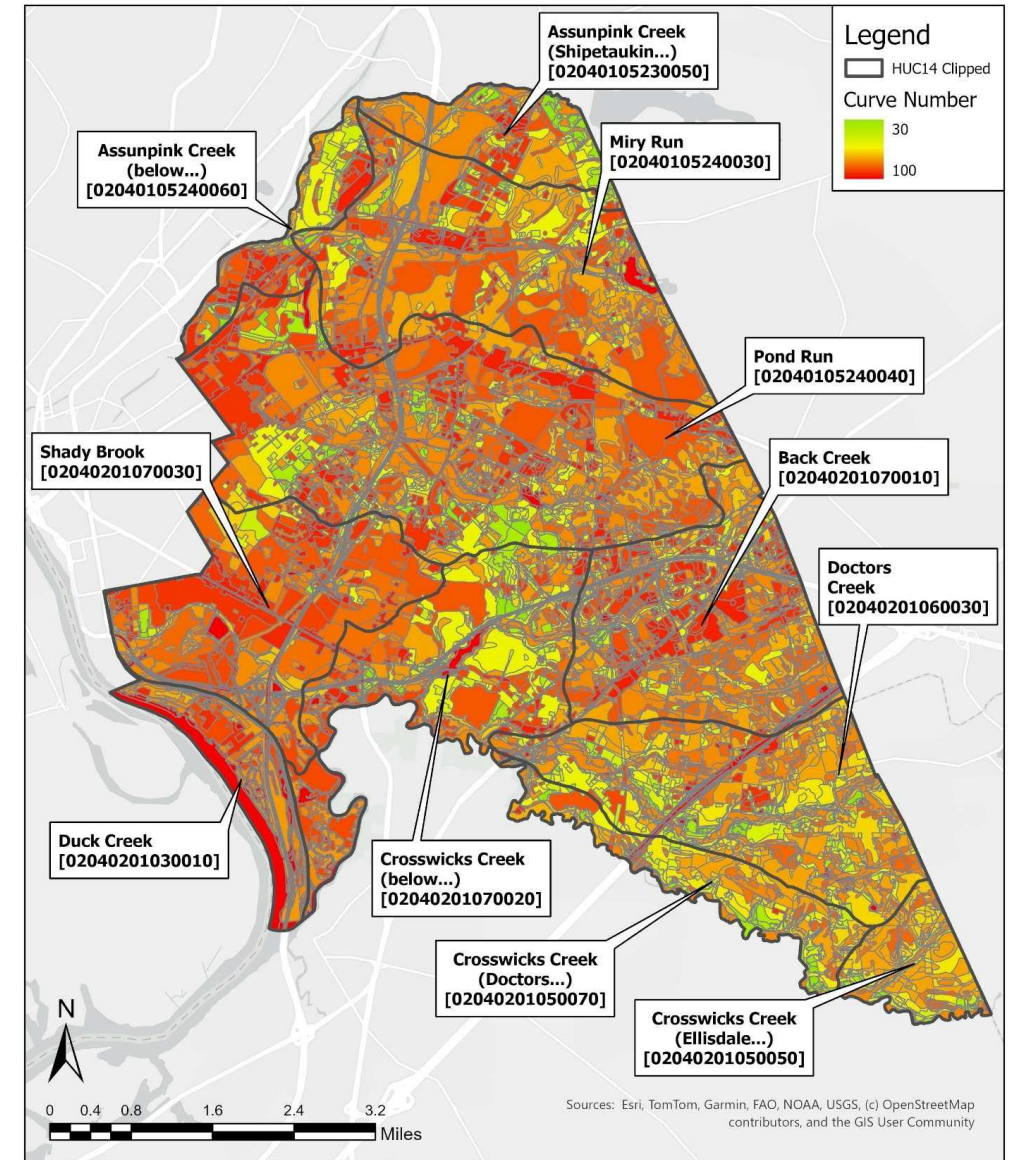 Assunpink Creek
(Shipetaukin...)
[02040105230050]
Legend
HUC14 Clipped
Curve Number
30
100
Assunpink Creek
(below...)
[02040105240060]
Miry Run
[02040105240030]
Pond Run
[02040105240040]
Shady Brook
[02040201070030]
Back Creek
[02040201070010]
Doctors
Creek
[02040201060030]
Duck Creek
[02040201030010]
Crosswicks Creek
(below...)
[02040201070020]
Crosswicks Creek
(Doctors...)
[02040201050070]
Crosswicks Creek
(Ellisdale...)
[02040201050050]
N
0 0.4 0.8 1.6 2.4 3.2
Miles
Sources: Esri, TomTom, Garmin, FAO, NOAA, USGS, (c) OpenStreetMap
contributors, and the GIS User Community